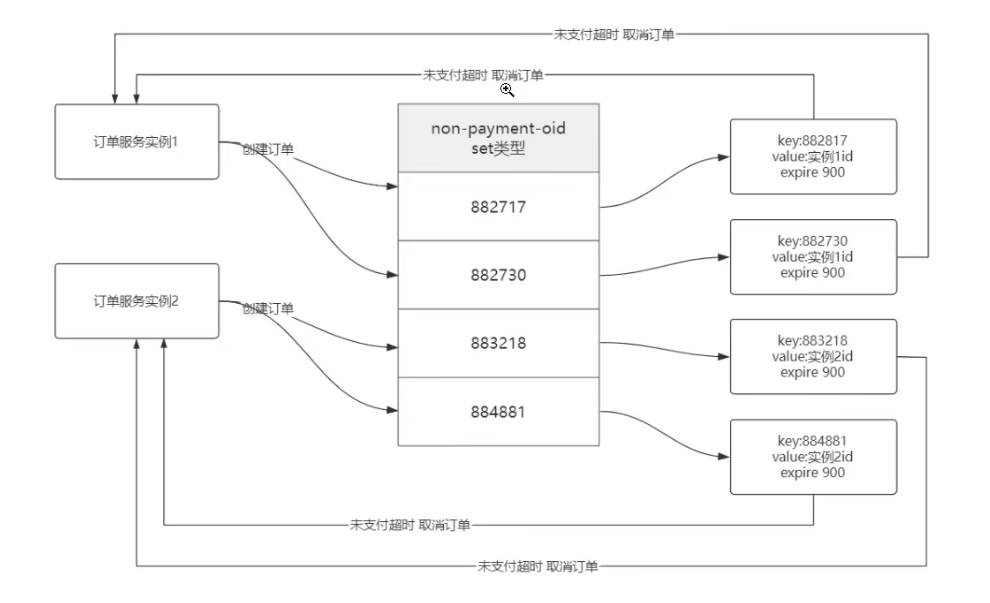 未支付超时 取消订单
未支付超时 取消订单
订单服务实例1
创建订单
non-payment-oid
set类型
882717
882730
883218
884881
key:882817
value:实例1id
expire 900
key:882730
value:实例1id
expire 900
订单服务实例2
创建订单
key:883218
value:实例2id
expire 900
key:884881
value:实例2id
expire 900
未支付超时 取消订单
未支付超时 取消订单